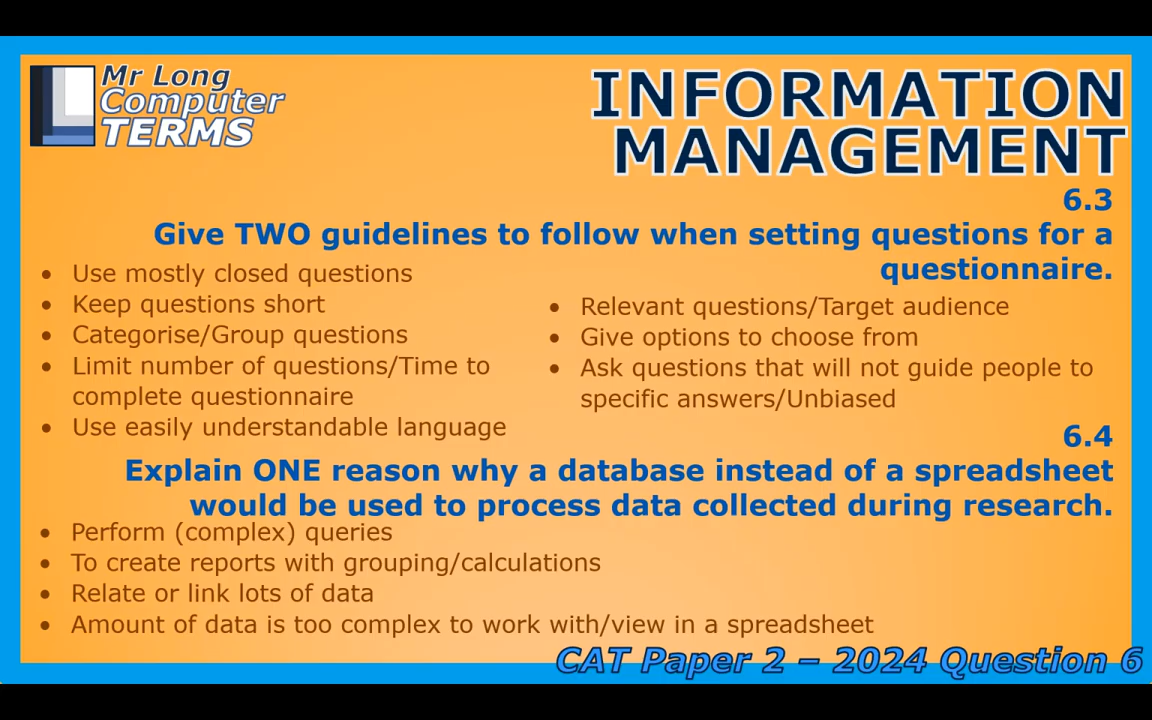 Mr Long
Computer
TERMS
INFORMATION
MANAGEMENT
6.3
Give TWO guidelines to follow when setting questions for a
questionnaire.
• Use mostly closed questions
• Keep questions short
• Categorise/Group questions
• Limit number of questions/Time to
complete questionnaire
• Use easily understandable language
• Relevant questions/Target audience
• Give options to choose from
• Ask questions that will not guide people to
specific answers/Unbiased
6.4
Explain ONE reason why a database instead of a spreadsheet
would be used to process data collected during research.
• Perform (complex) queries
• To create reports with grouping/calculations
• Relate or link lots of data
• Amount of data is too complex to work with/view in a spreadsheet
CAT Paper 2 – 2024 Question 6